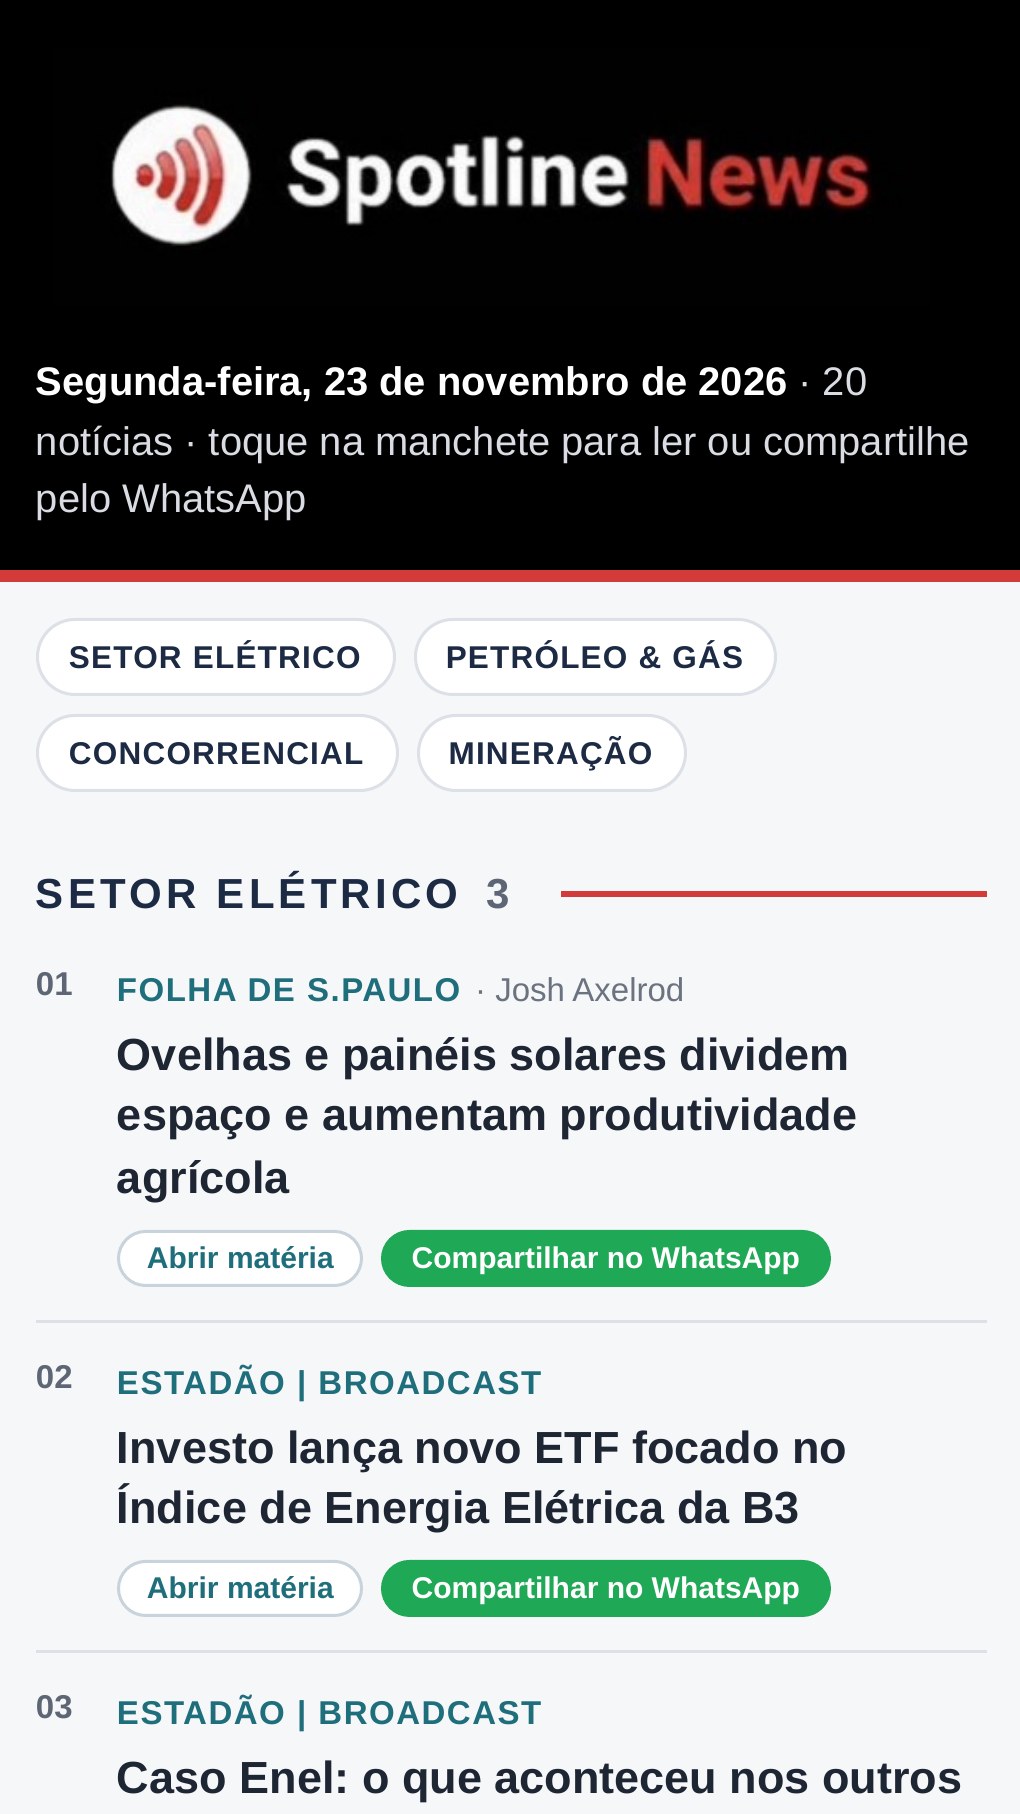 Spotline News
Segunda-feira, 23 de novembro de 2026 · 20
notícias · toque na manchete para ler ou compartilhe
pelo WhatsApp
SETOR ELÉTRICO
PETRÓLEO & GÁS
CONCORRENCIAL
MINERAÇÃO
SETOR ELÉTRICO 3
01
FOLHA DE S.PAULO · Josh Axelrod
Ovelhas e painéis solares dividem
espaço e aumentam produtividade
agrícola
Abrir matéria
Compartilhar no WhatsApp
02
ESTADÃO | BROADCAST
Investo lança novo ETF focado no
Índice de Energia Elétrica da B3
Abrir matéria
Compartilhar no WhatsApp
03
ESTADÃO | BROADCAST
Caso Enel: o que aconteceu nos outros